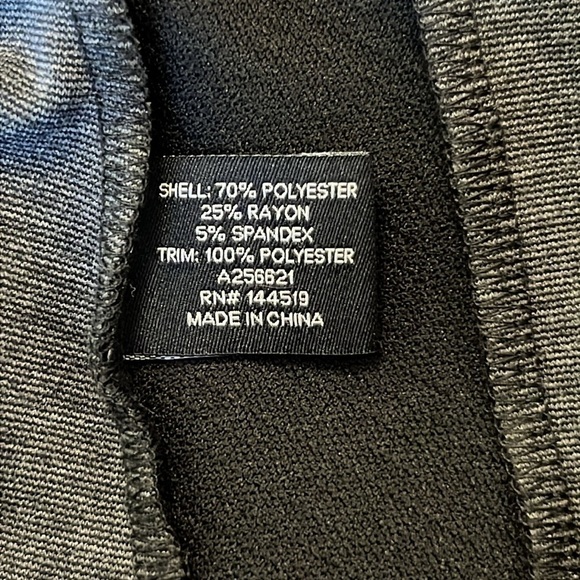 SHELL: 70% POLYESTER
25% RAYON
5% SPANDEX
TRIM: 100% POLYESTER
A256621
RN# 144519
MADE IN CHINA